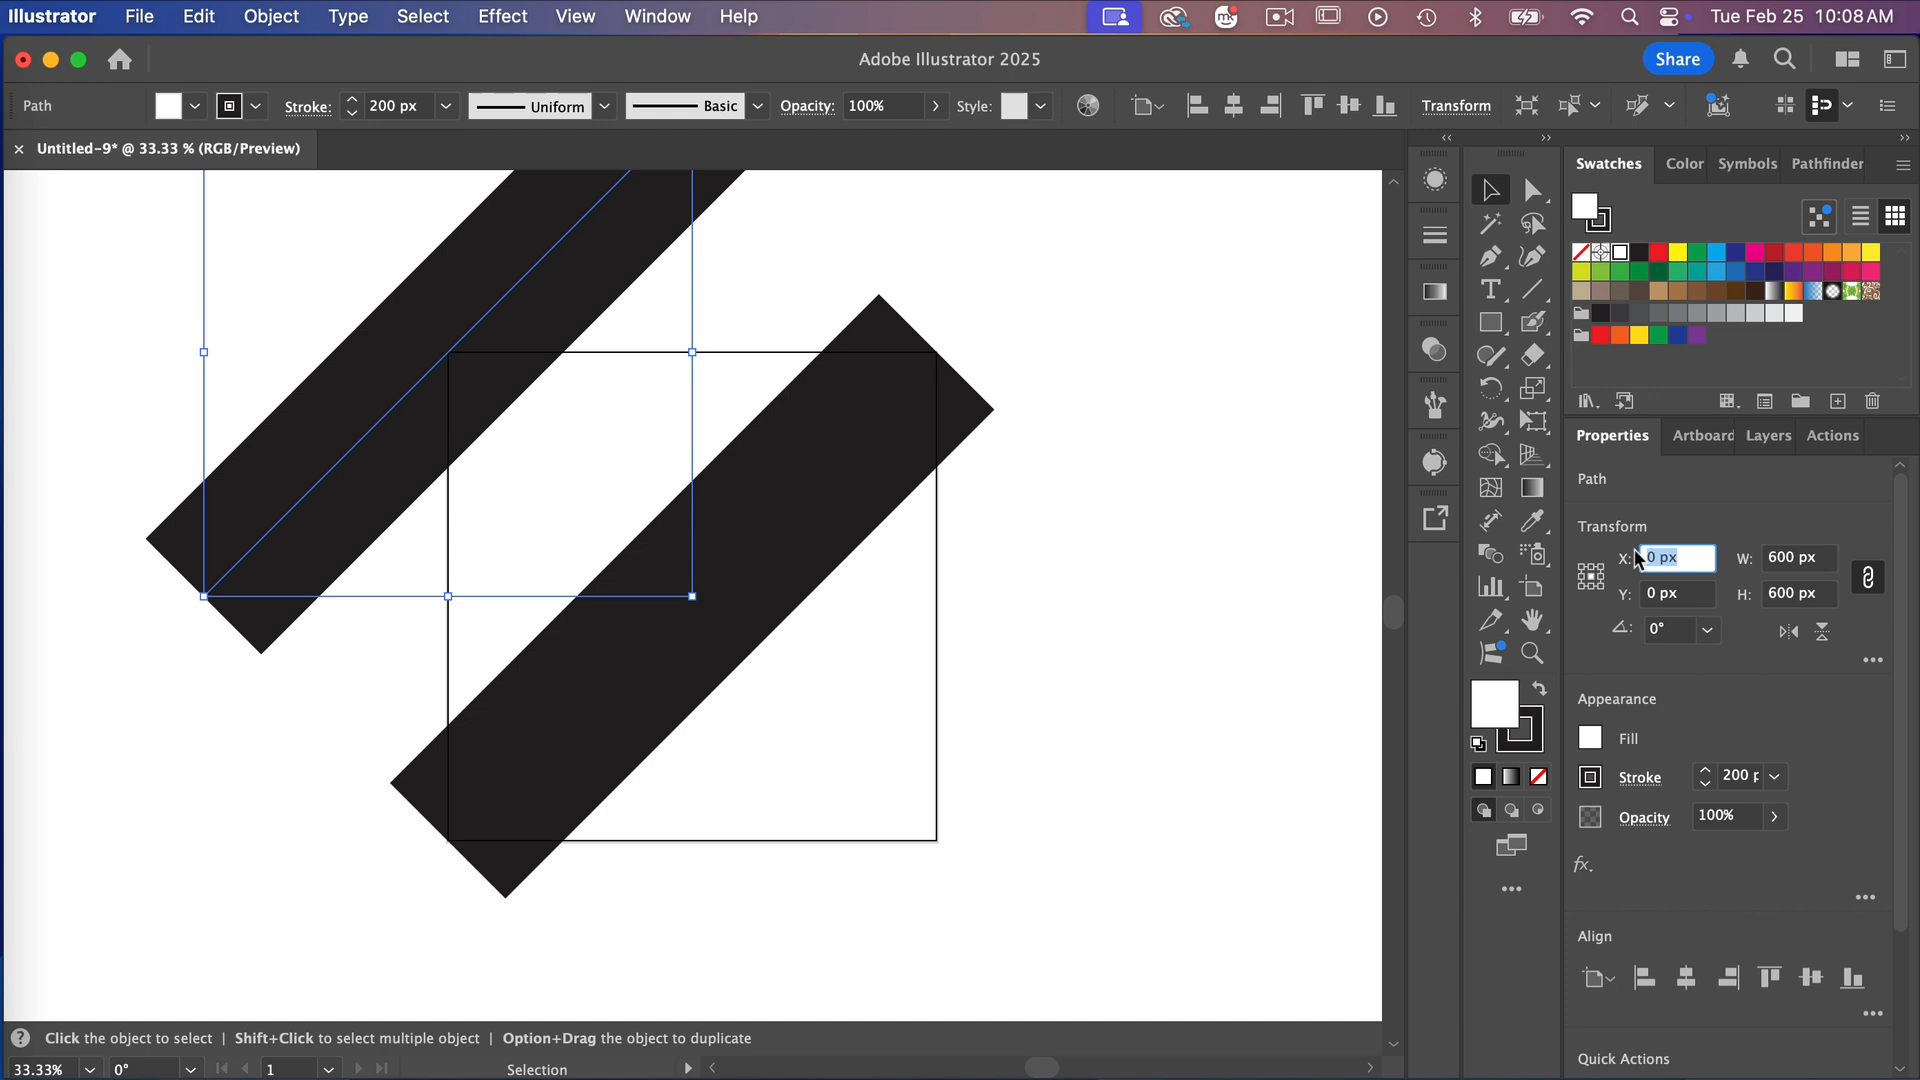 Illustrator File Edit Object Type Select Effect View Window Help Tue Feb 25 10:08 AM
Adobe Illustrator 2025 Share
Path Stroke: 200 px Uniform Basic Opacity: 100% Style: Transform
× Untitled-9* @ 33.33 % (RGB/Preview)
Swatches Color Symbols Pathfinder
Properties Artboard Layers Actions
Path
Transform
X: 0 px W: 600 px
Y: 0 px H: 600 px
0°
Appearance
Fill
Stroke 200 p
Opacity 100%
fx.
Align
Quick Actions
? Click the object to select | Shift+Click to select multiple object | Option+Drag the object to duplicate
33.33% 0° 1 Selection